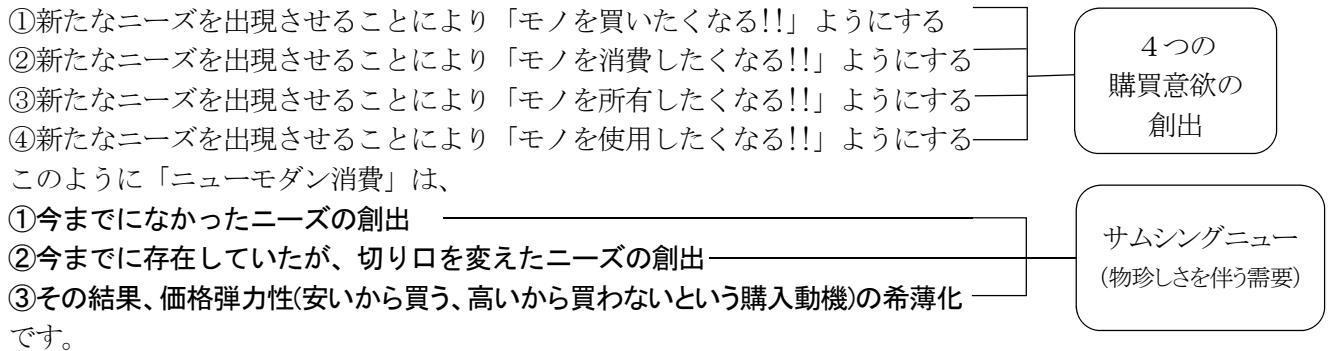 ①新たなニーズを出現させることにより「モノを買いたくなる!!」ようにする
②新たなニーズを出現させることにより「モノを消費したくなる!!」ようにする
③新たなニーズを出現させることにより「モノを所有したくなる!!」ようにする
④新たなニーズを出現させることにより「モノを使用したくなる!!」ようにする
4つの
購買意欲の
創出
このように「ニューモダン消費」は、
①今までになかったニーズの創出
②今までに存在していたが、切り口を変えたニーズの創出
③その結果、価格弾力性(安いから買う、高いから買わないという購入動機)の希薄化
です。
サムシングニュー
(物珍しさを伴う需要)